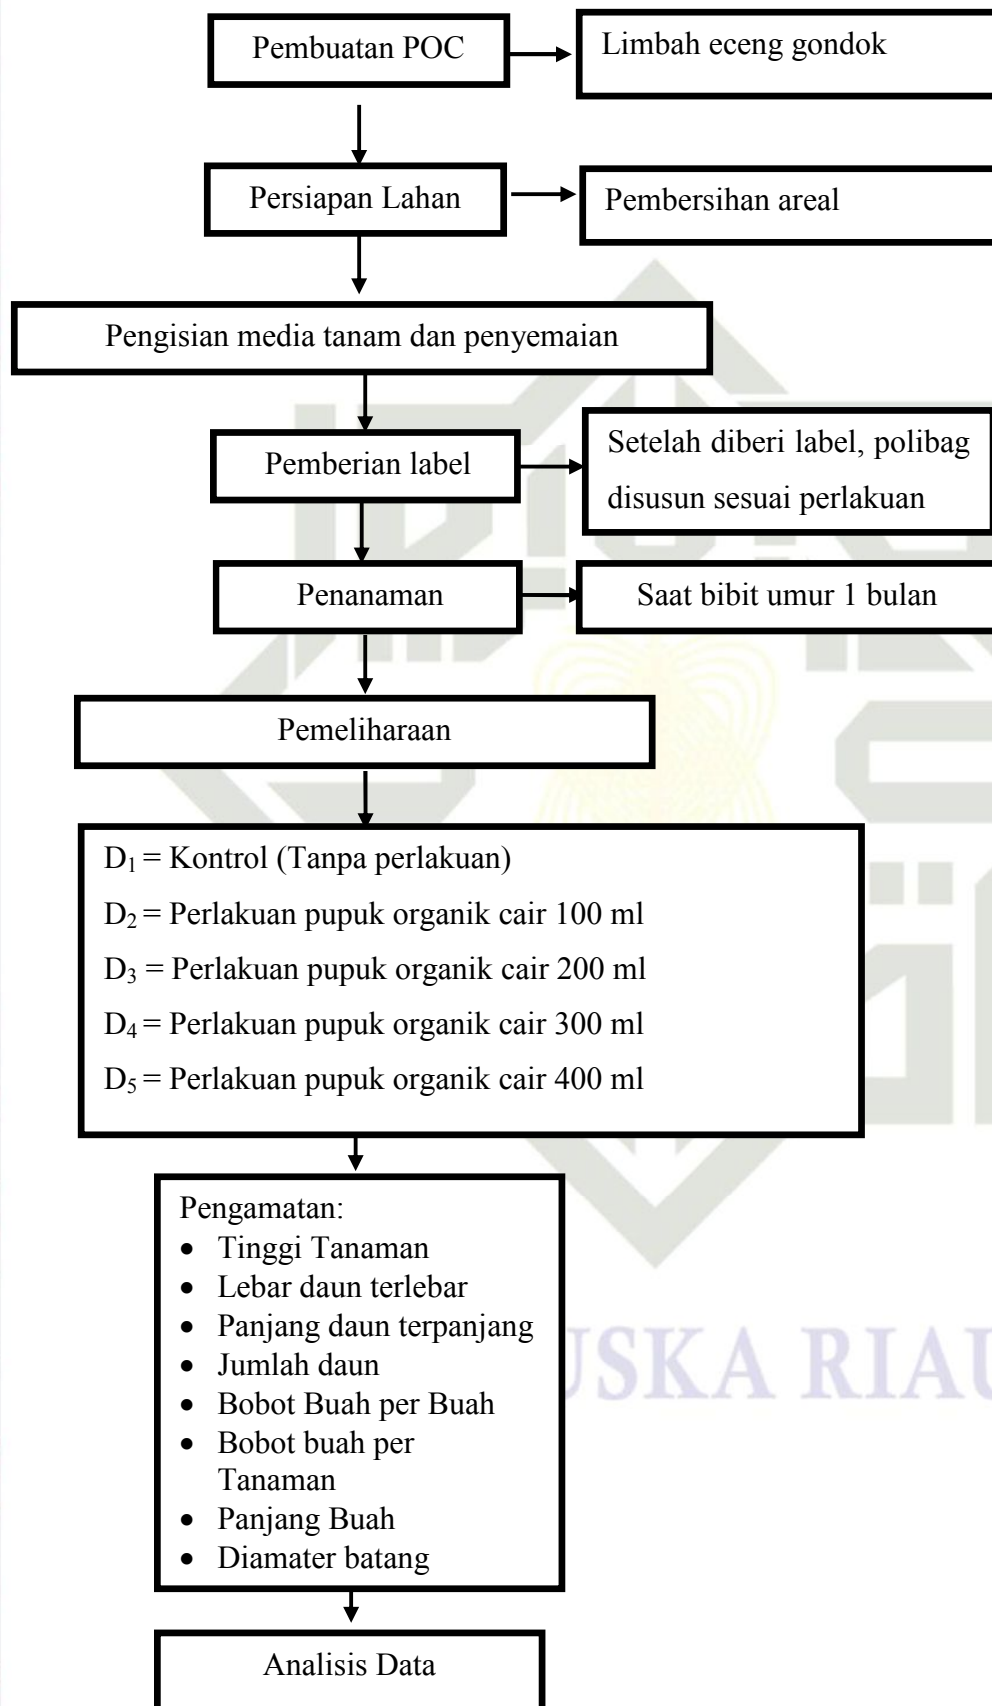 Pembuatan POC
Limbah eceng gondok
Persiapan Lahan
Pembersihan areal
Pengisian media tanam dan penyemaian
Pemberian label
Setelah diberi label, polibag
disusun sesuai perlakuan
Penanaman
Saat bibit umur 1 bulan
Pemeliharaan
D₁ = Kontrol (Tanpa perlakuan)
D₂ = Perlakuan pupuk organik cair 100 ml
D₃ = Perlakuan pupuk organik cair 200 ml
D₄ = Perlakuan pupuk organik cair 300 ml
D₅ = Perlakuan pupuk organik cair 400 ml
Pengamatan:
• Tinggi Tanaman
• Lebar daun terlebar
• Panjang daun terpanjang
• Jumlah daun
• Bobot Buah per Buah
• Bobot buah per
Tanaman
• Panjang Buah
• Diamater batang
USKA RIAU
Analisis Data